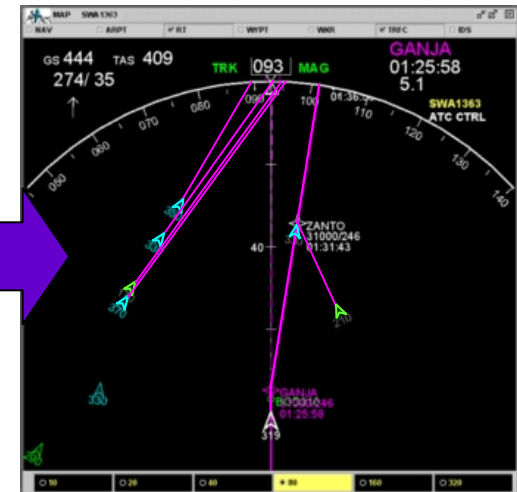 MAP SWA1363
NAV ARPT RT WYPT WXR TRFC IDS
GS 444 TAS 409
274/ 35
TRK 093 MAG
GANJA
01:25:58
5.1
SWA1363
ATC CTRL
050 060 070 080 090 100 110 120 130 140
ZANTO
31000/246
01:31:43
40
210
330
GANJA
01:25:58
319
10 20 40 80 160 320